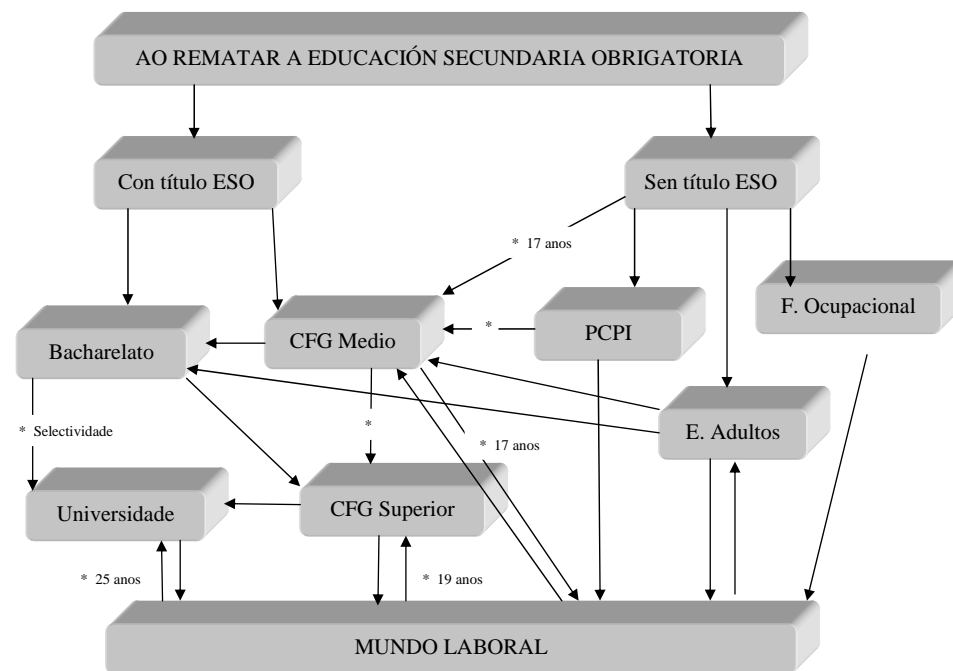 AO REMATAR A EDUCACIÓN SECUNDARIA OBRIGATORIA
Con título ESO
Sen título ESO
* 17 anos
F. Ocupacional
CFG Medio
*
PCPI
Bacharelato
* Selectividade
*
* 17 anos
E. Adultos
Universidade
CFG Superior
* 25 anos
* 19 anos
MUNDO LABORAL